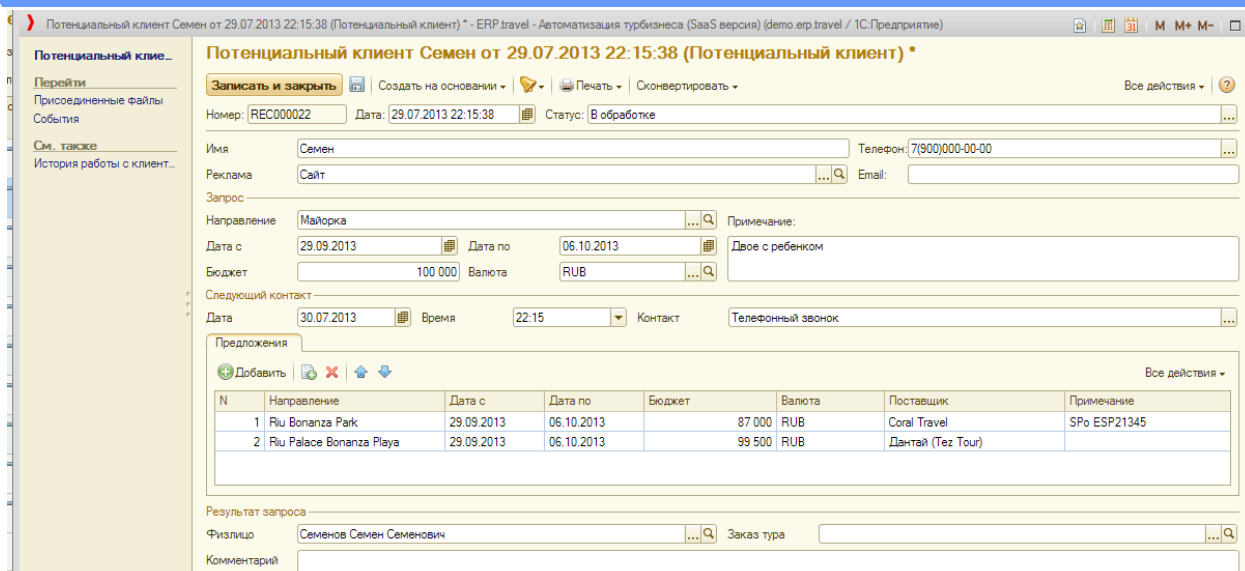 Потенциальный клиент Семен от 29.07.2013 22:15:38 (Потенциальный клиент) * - ERP.travel - Автоматизация турбизнеса (SaaS версия) (demo.erp.travel / 1С:Предприятие) 31 M M+ M-
Потенциальный клие...
Перейти
Присоединенные файлы
События
См. также
История работы с клиент...
Потенциальный клиент Семен от 29.07.2013 22:15:38 (Потенциальный клиент) *
Записать и закрыть Создать на основании Печать Сконвертировать Все действия ?
Номер: REC000022 Дата: 29.07.2013 22:15:38 Статус: В обработке ...
Имя Семен Телефон: 7(900)000-00-00 ...
Реклама Сайт ... Email:
Запрос
Направление Майорка ... Примечание:
Дата с 29.09.2013 Дата по 06.10.2013 Двое с ребенком
Бюджет 100 000 Валюта RUB ...
Следующий контакт
Дата 30.07.2013 Время 22:15 Контакт Телефонный звонок ...
Предложения
Добавить Все действия
N Направление Дата с Дата по Бюджет Валюта Поставщик Примечание
1 Riu Bonanza Park 29.09.2013 06.10.2013 87 000 RUB Coral Travel SPo ESP21345
2 Riu Palace Bonanza Playa 29.09.2013 06.10.2013 99 500 RUB Дантай (Tez Tour)
Результат запроса
Физлицо Семенов Семен Семенович ... Заказ тура ...
Комментарий